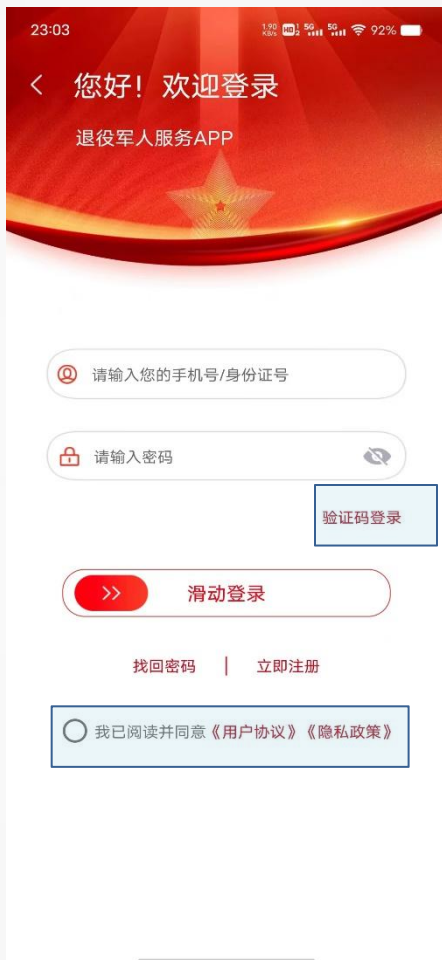 23:03 1.90 KB/s HD 1 2 5G 5G 92%
您好！欢迎登录
退役军人服务APP
请输入您的手机号/身份证号
请输入密码
验证码登录
>> 滑动登录
找回密码 | 立即注册
我已阅读并同意《用户协议》《隐私政策》